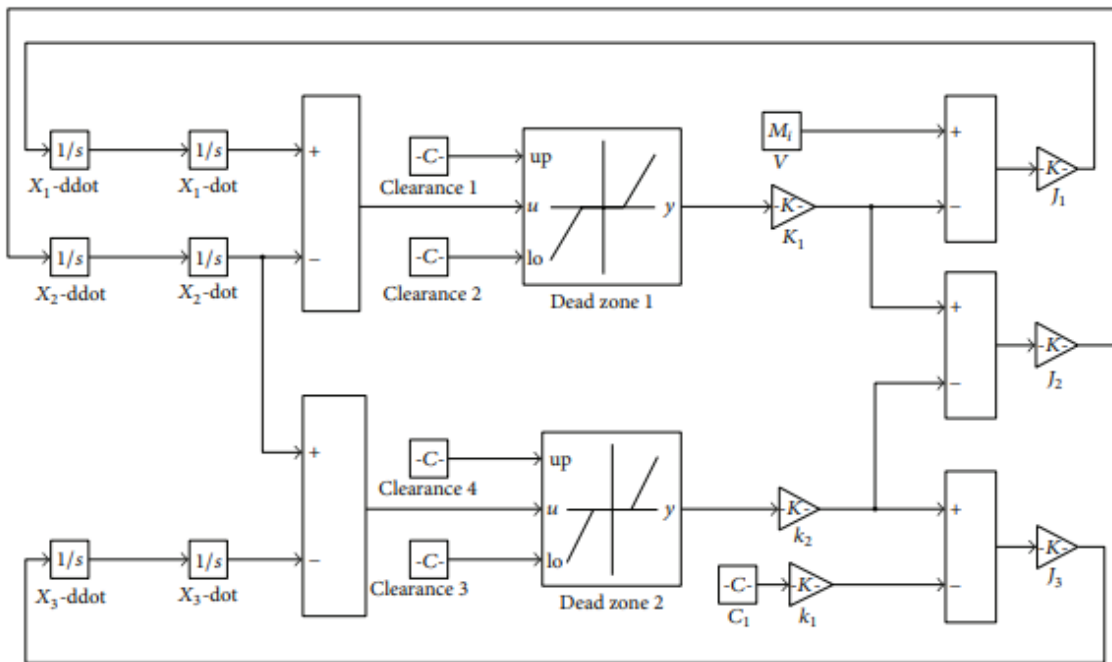 1/s
X₁-ddot
1/s
X₁-dot
+
−
-C-
Clearance 1
-C-
Clearance 2
up
u
lo
y
Dead zone 1
Mᵢ
V
-K-
K₁
+
−
-K-
J₁
1/s
X₂-ddot
1/s
X₂-dot
+
−
-K-
J₂
+
−
-C-
Clearance 4
-C-
Clearance 3
up
u
lo
y
Dead zone 2
-K-
k₂
-C-
C₁
-K-
k₁
+
−
-K-
J₃
1/s
X₃-ddot
1/s
X₃-dot